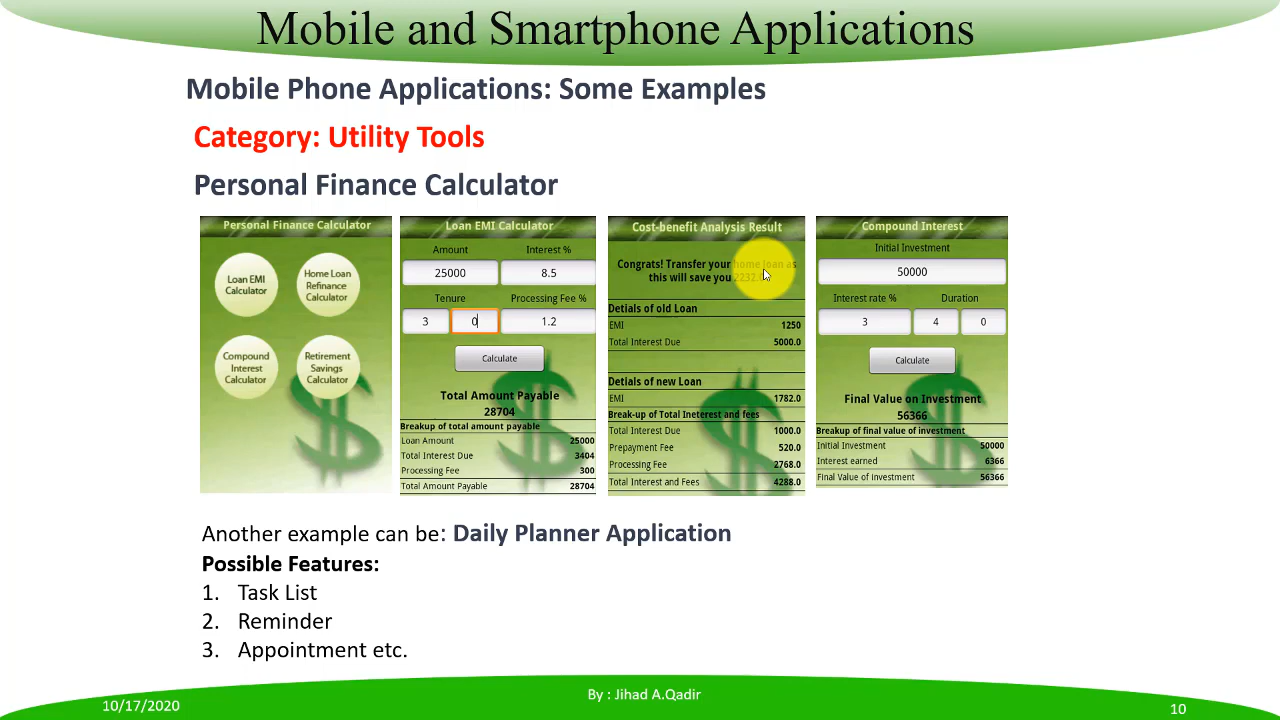 Mobile and Smartphone Applications
Mobile Phone Applications: Some Examples
Category: Utility Tools
Personal Finance Calculator
Personal Finance Calculator
Loan EMI
Calculator
Home Loan
Refinance
Calculator
Compound
Interest
Calculator
Retirement
Savings
Calculator
Loan EMI Calculator
Amount Interest %
25000 8.5
Tenure Processing Fee %
3 0 1.2
Calculate
Total Amount Payable
28704
Breakup of total amount payable
Loan Amount 25000
Total Interest Due 3404
Processing Fee 300
Total Amount Payable 28704
Cost-benefit Analysis Result
Congrats! Transfer your home loan as
this will save you 2232.0
Detials of old Loan
EMI 1250
Total Interest Due 5000.0
Detials of new Loan
EMI 1782.0
Break-up of Total Ineterest and fees
Total Interest Due 1000.0
Prepayment Fee 520.0
Processing Fee 2768.0
Total Interest and Fees 4288.0
Compound Interest
Initial Investment
50000
Interest rate % Duration
3 4 0
Calculate
Final Value on Investment
56366
Breakup of final value of investment
Initial Investment 50000
Interest earned 6366
Final Value of investment 56366
Another example can be: Daily Planner Application
Possible Features:
1. Task List
2. Reminder
3. Appointment etc.
10/17/2020
By : Jihad A.Qadir
10